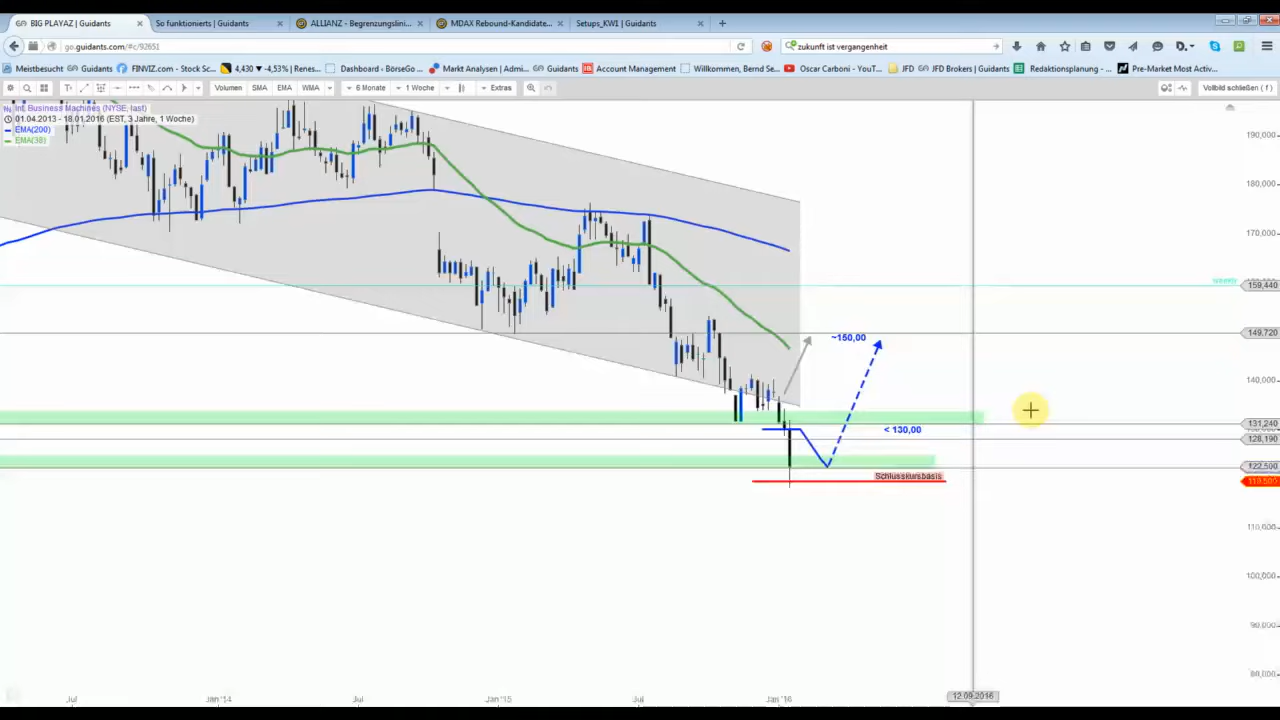 BIG PLAYAZ | Guidants × So funktionierts | Guidants × ALLIANZ - Begrenzungslini... × MDAX Rebound-Kandidate... × Setups_KWI | Guidants × +
go.guidants.com/#c/92651 zukunft ist vergangenheit
Meistbesucht Guidants FINVIZ.com - Stock Sc... 4,430 ▼ -4,53% | Renes... Dashboard - BörseGo ... Markt Analysen | Admi... Guidants Account Management Willkommen, Bernd Se... Oscar Carboni - YouT... JFD JFD Brokers | Guidants Redaktionsplanung - ... Pre-Market Most Activ...
Volumen SMA EMA WMA 6 Monate 1 Woche Extras Vollbild schließen ( f )
Int. Business Machines (NYSE, last)
01.04.2013 - 18.01.2016 (EST, 3 Jahre, 1 Woche)
EMA(200)
EMA(38)
190,000
180,000
170,000
159,440
149,720
~150,00
140,000
131,240
< 130,00
128,190
122,500
Schlusskursbasis
110,000
100,000
90,000
80,000
Jul Jan '14 Jul Jan '15 Jul Jan '16 12.09.2016